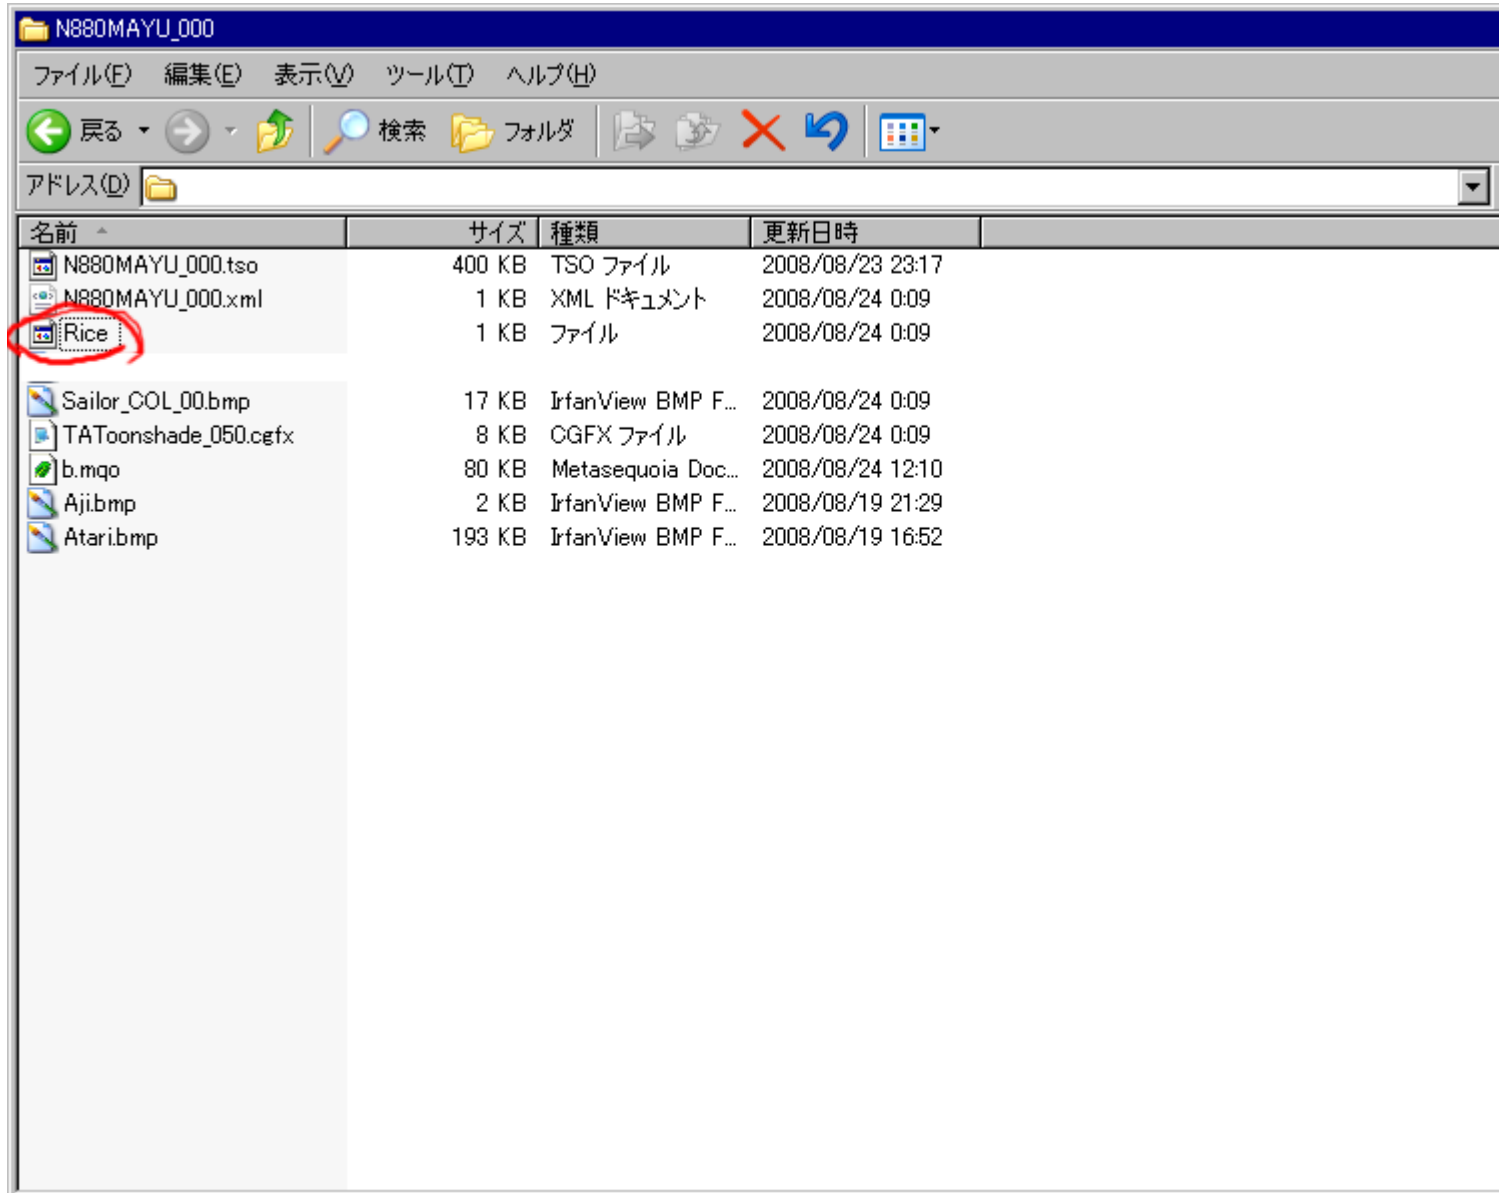 N880MAYU_000
ファイル(F) 編集(E) 表示(V) ツール(T) ヘルプ(H)
戻る 検索 フォルダ
アドレス(D)
名前 サイズ 種類 更新日時
N880MAYU_000.tso 400 KB TSO ファイル 2008/08/23 23:17
N880MAYU_000.xml 1 KB XML ドキュメント 2008/08/24 0:09
Rice 1 KB ファイル 2008/08/24 0:09
Sailor_COL_00.bmp 17 KB IrfanView BMP F... 2008/08/24 0:09
TAToonshade_050.cgfx 8 KB CGFX ファイル 2008/08/24 0:09
b.mqo 80 KB Metasequoia Doc... 2008/08/24 12:10
Aji.bmp 2 KB IrfanView BMP F... 2008/08/19 21:29
Atari.bmp 193 KB IrfanView BMP F... 2008/08/19 16:52